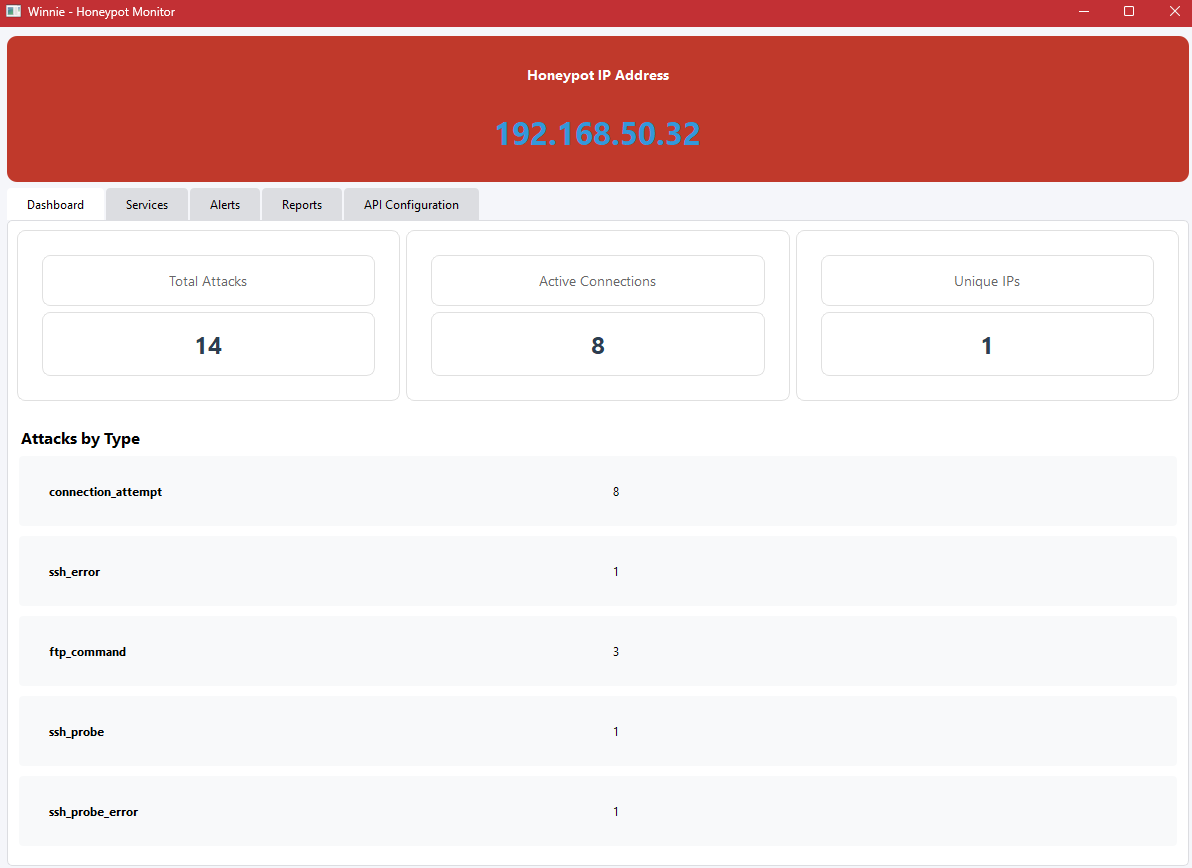 Winnie - Honeypot Monitor
Honeypot IP Address
192.168.50.32
Dashboard Services Alerts Reports API Configuration
Total Attacks Active Connections Unique IPs
14 8 1
Attacks by Type
connection_attempt 8
ssh_error 1
ftp_command 3
ssh_probe 1
ssh_probe_error 1